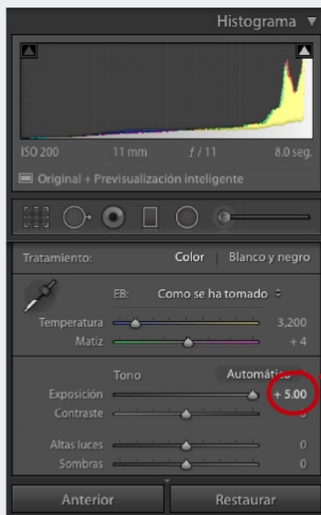 Histograma
ISO 200 11 mm ƒ / 11 8.0 seg.
Original + Previsualización inteligente
Tratamiento: Color Blanco y negro
EB: Como se ha tomado
Temperatura 3,200
Matiz + 4
Tono Automático
Exposición + 5.00
Contraste 0
Altas luces 0
Sombras 0
Anterior Restaurar